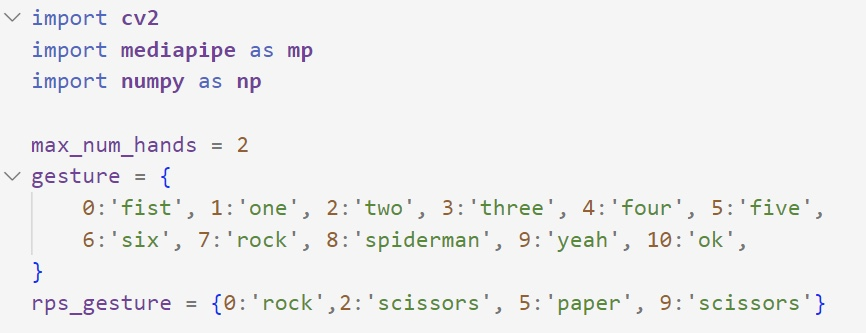 import cv2
import mediapipe as mp
import numpy as np
max_num_hands = 2
gesture = {
0:'fist', 1:'one', 2:'two', 3:'three', 4:'four', 5:'five',
6:'six', 7:'rock', 8:'spiderman', 9:'yeah', 10:'ok',
}
rps_gesture = {0:'rock',2:'scissors', 5:'paper', 9:'scissors'}